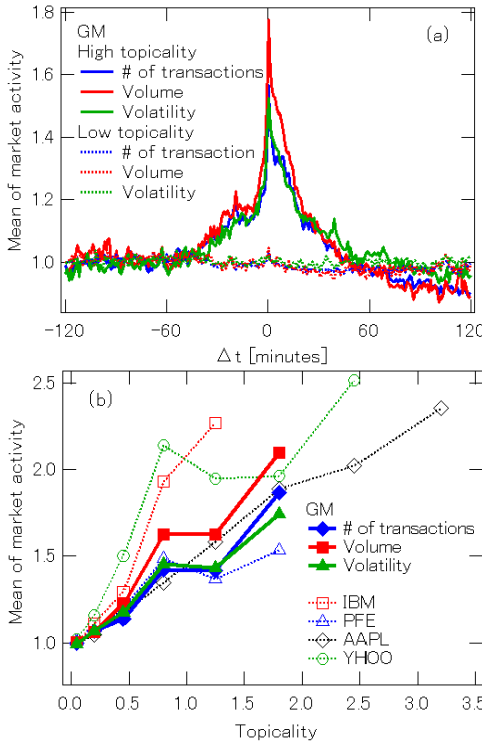 1.8
1.6
1.4
1.2
1.0
Mean of market activity
(a)
GM
High topicality
# of transactions
Volume
Volatility
Low topicality
# of transaction
Volume
Volatility
−120
−60
0
60
120
Δt [minutes]
2.5
2.0
1.5
1.0
Mean of market activity
(b)
GM
# of transactions
Volume
Volatility
IBM
PFE
AAPL
YHOO
0.0
0.5
1.0
1.5
2.0
2.5
3.0
3.5
Topicality